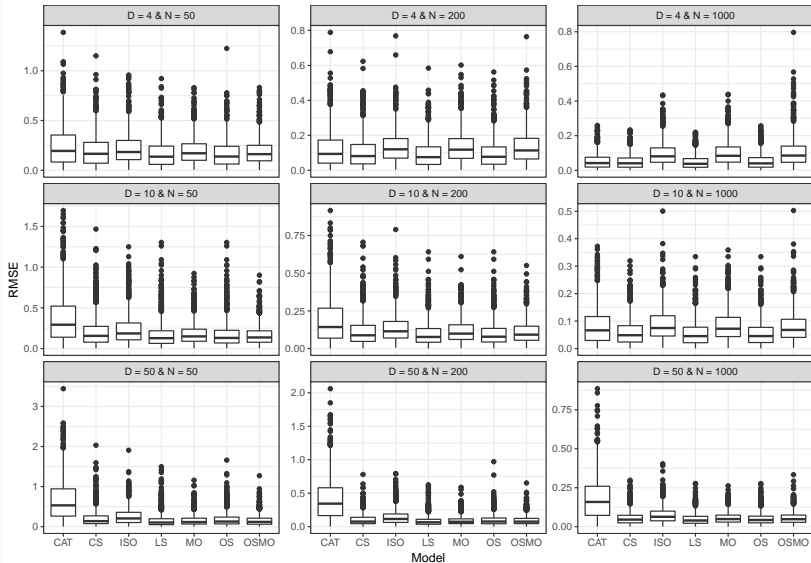 D = 4 & N = 50
D = 4 & N = 200
D = 4 & N = 1000
1.0
0.5
0.0
0.8
0.6
0.4
0.2
0.0
0.8
0.6
0.4
0.2
0.0
D = 10 & N = 50
D = 10 & N = 200
D = 10 & N = 1000
1.5
1.0
0.5
0.0
0.75
0.50
0.25
0.00
0.5
0.4
0.3
0.2
0.1
0.0
RMSE
D = 50 & N = 50
D = 50 & N = 200
D = 50 & N = 1000
3
2
1
0
2.0
1.5
1.0
0.5
0.0
0.75
0.50
0.25
0.00
CAT CS ISO LS MO OS OSMO
CAT CS ISO LS MO OS OSMO
CAT CS ISO LS MO OS OSMO
Model